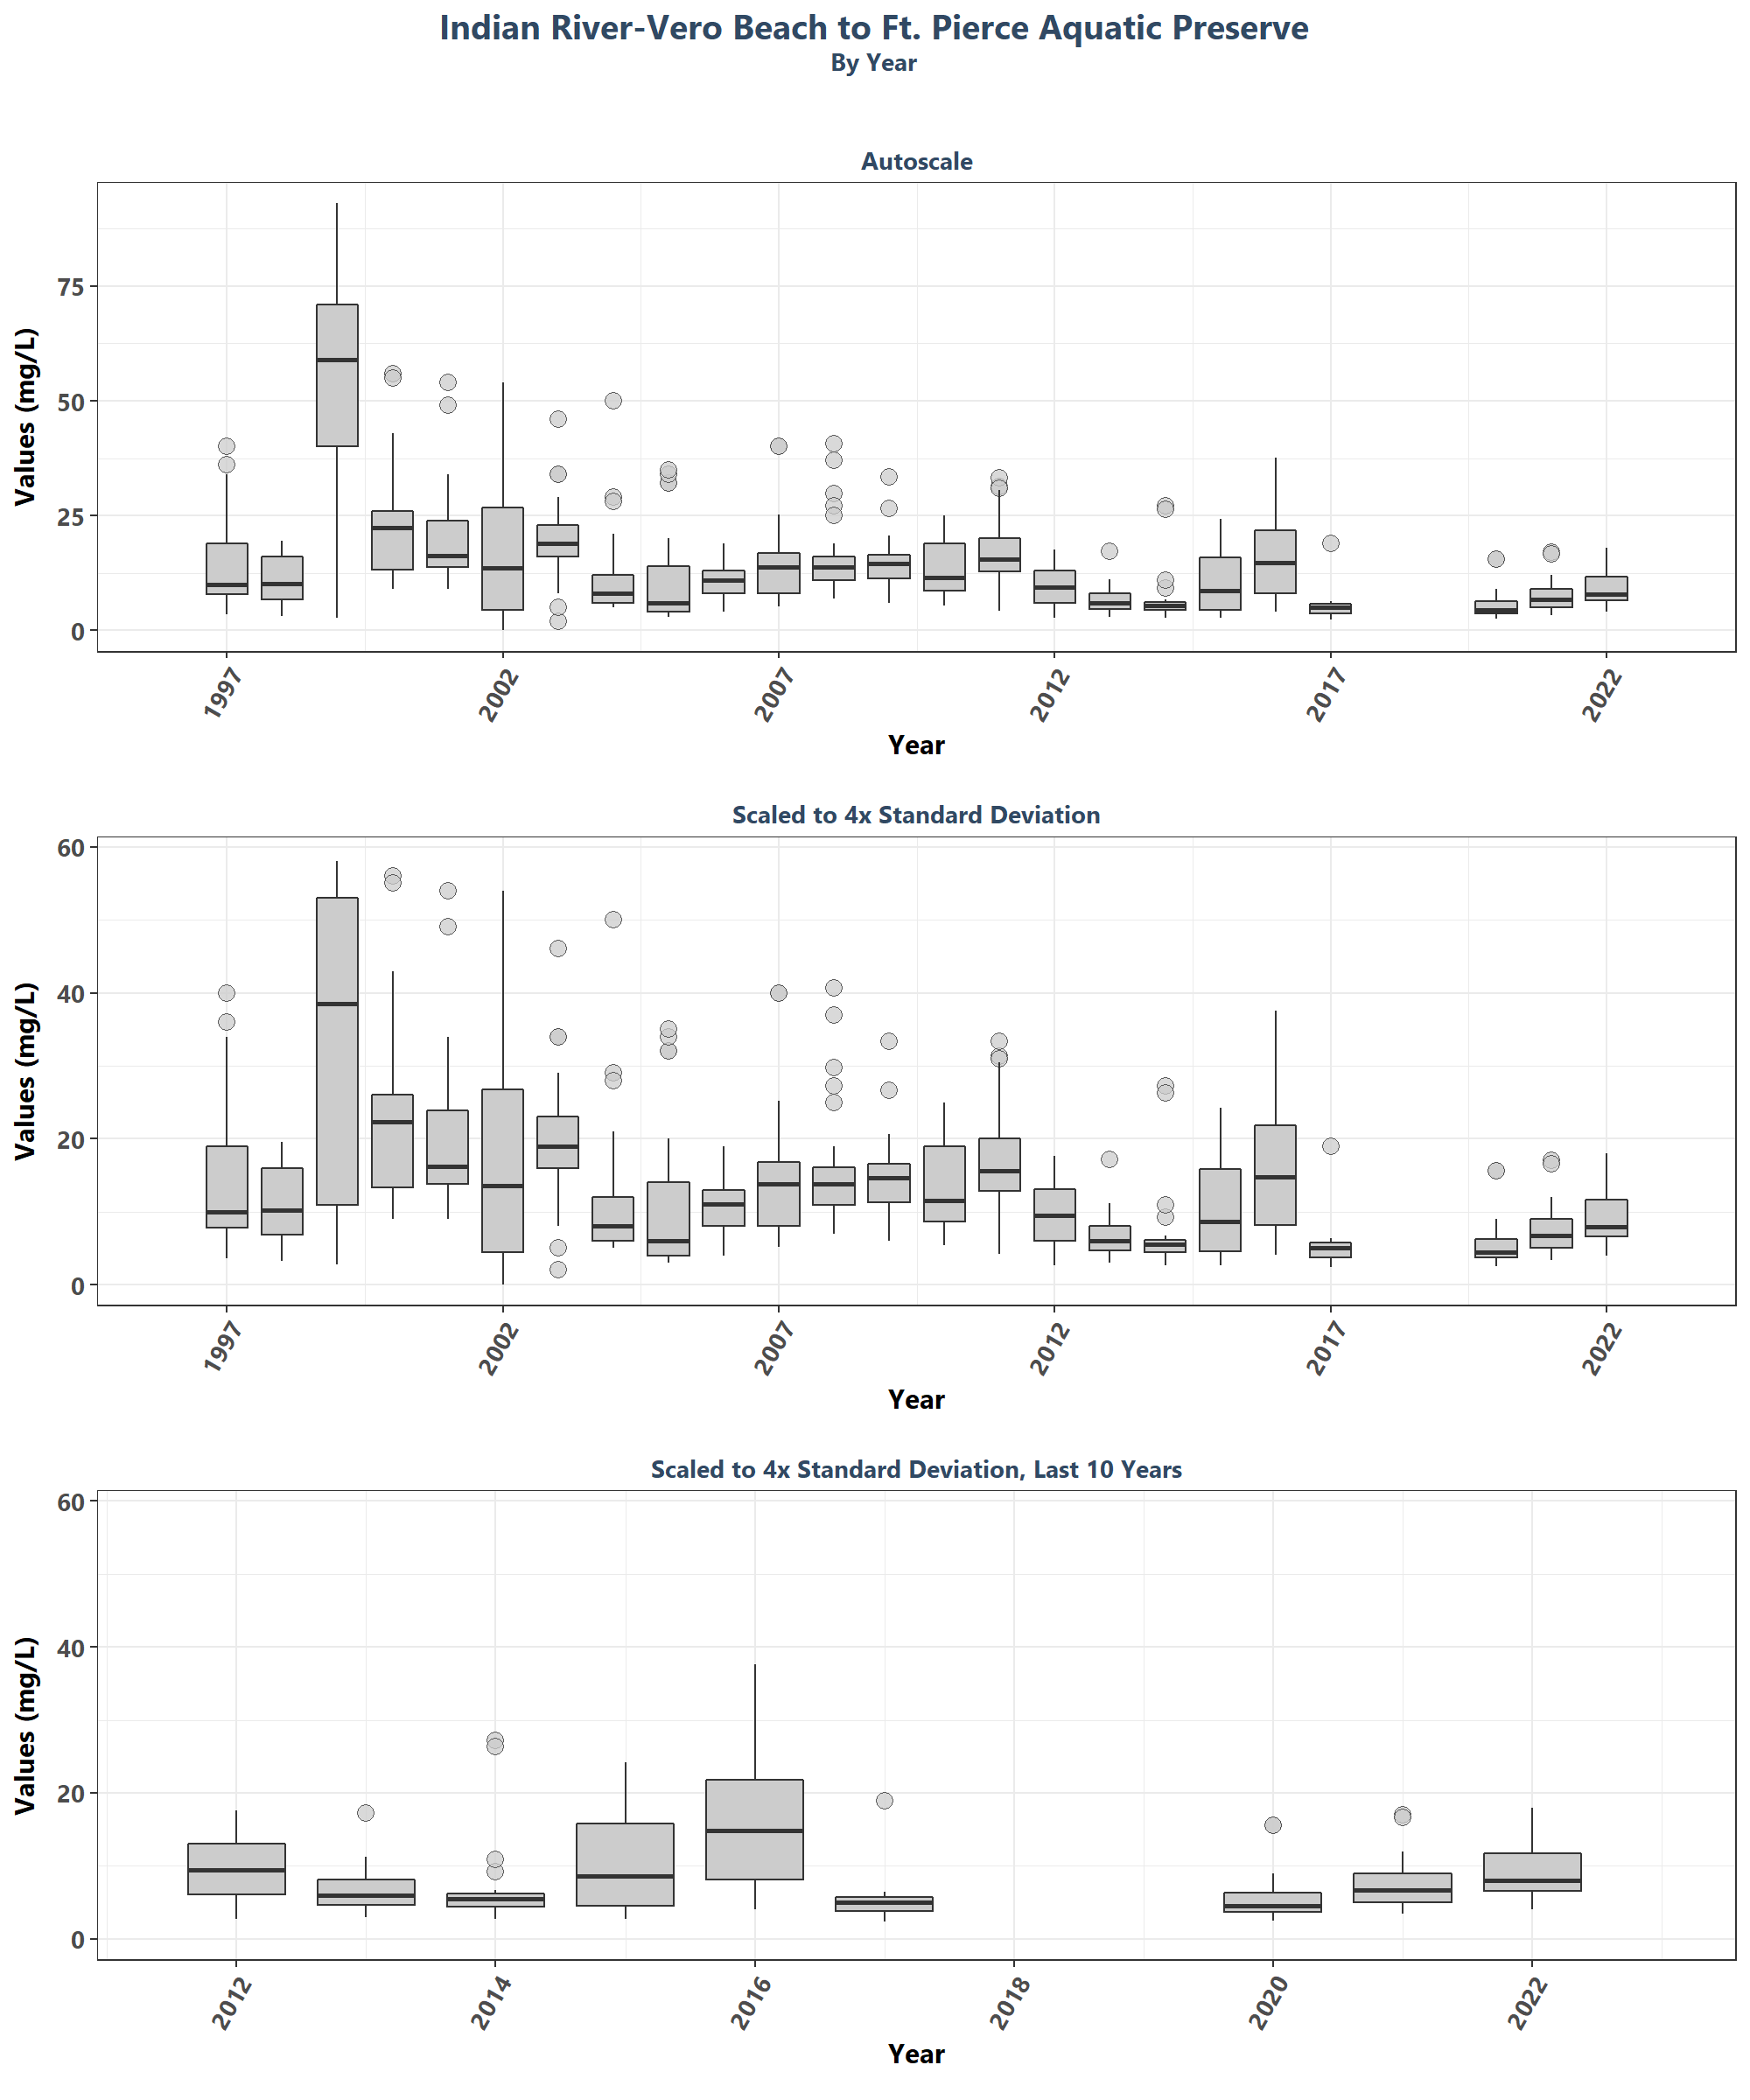 Indian River-Vero Beach to Ft. Pierce Aquatic Preserve
By Year
Autoscale
Values (mg/L)
75
50
25
0
1997 2002 2007 2012 2017 2022
Year
Scaled to 4x Standard Deviation
Values (mg/L)
60
40
20
0
1997 2002 2007 2012 2017 2022
Year
Scaled to 4x Standard Deviation, Last 10 Years
Values (mg/L)
60
40
20
0
2012 2014 2016 2018 2020 2022
Year